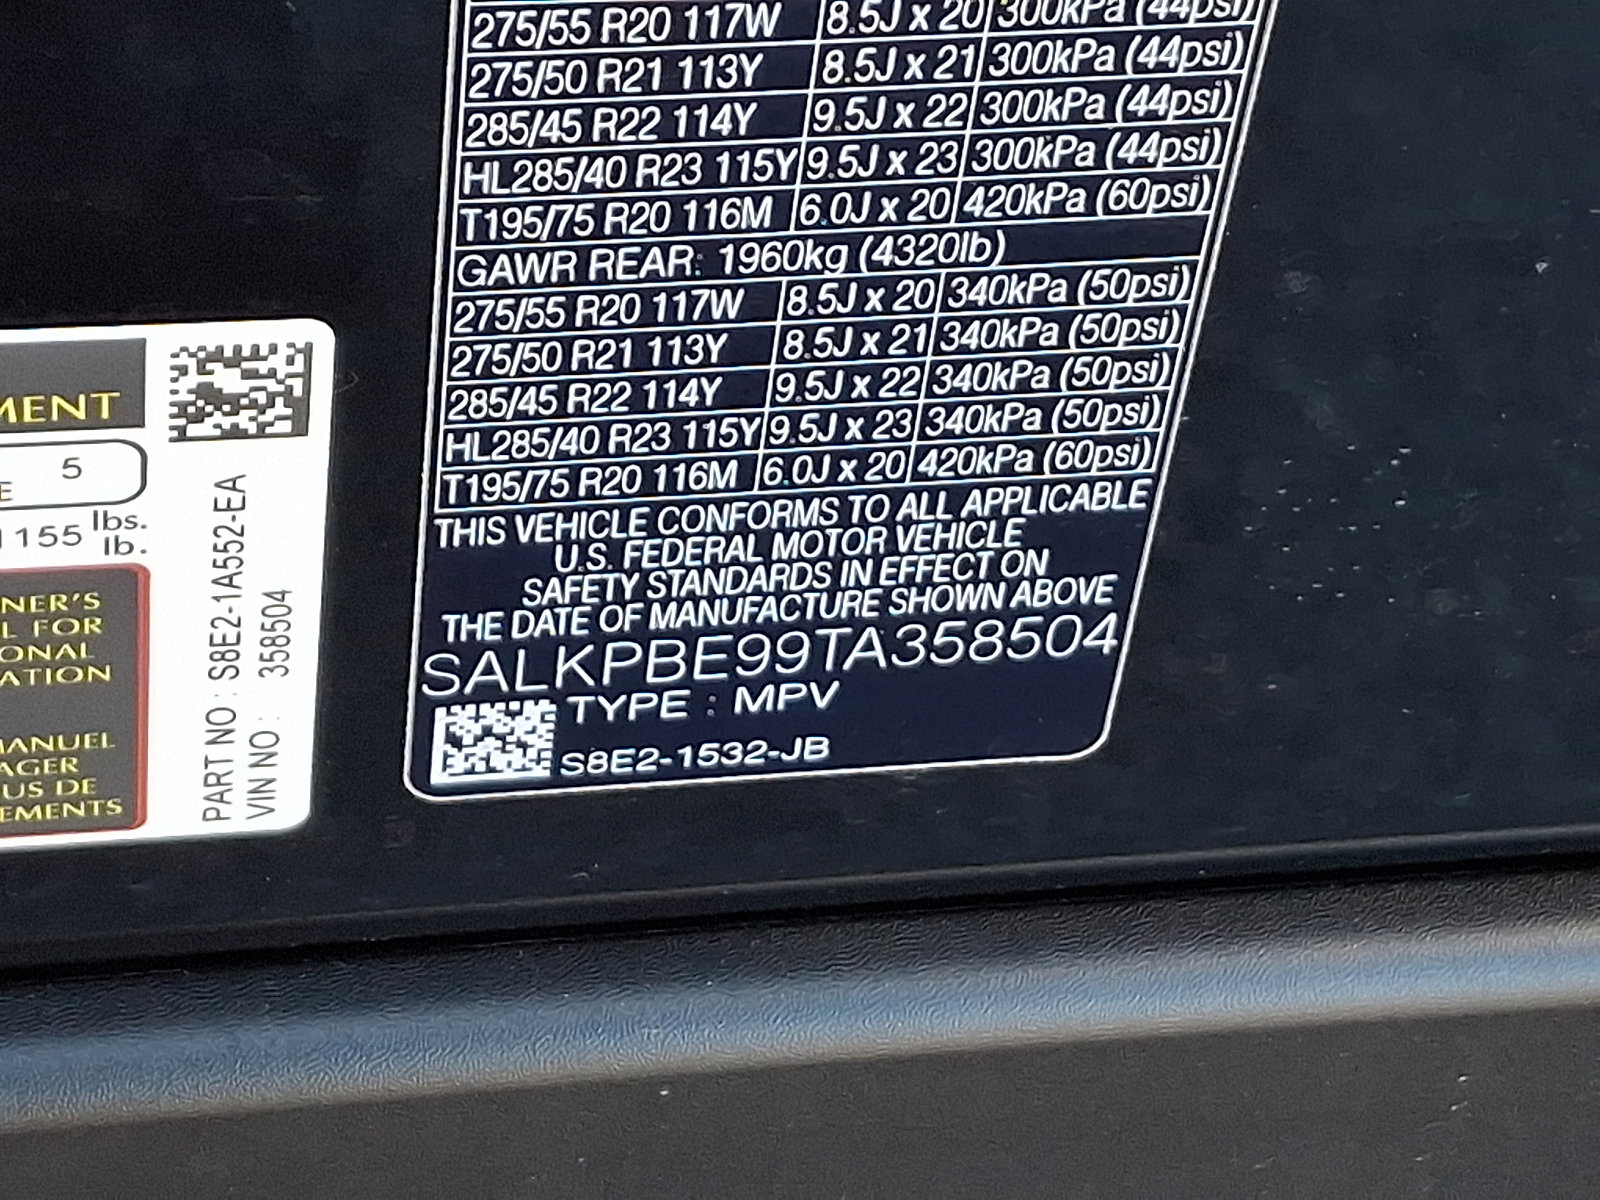 275/55 R20 117W 8.5J x 20 300kPa (44psi)
275/50 R21 113Y 8.5J x 21 300kPa (44psi)
285/45 R22 114Y 9.5J x 22 300kPa (44psi)
HL285/40 R23 115Y 9.5J x 23 300kPa (44psi)
T195/75 R20 116M 6.0J x 20 420kPa (60psi)
GAWR REAR: 1960kg (4320lb)
275/55 R20 117W 8.5J x 20 340kPa (50psi)
275/50 R21 113Y 8.5J x 21 340kPa (50psi)
285/45 R22 114Y 9.5J x 22 340kPa (50psi)
HL285/40 R23 115Y 9.5J x 23 340kPa (50psi)
T195/75 R20 116M 6.0J x 20 420kPa (60psi)
THIS VEHICLE CONFORMS TO ALL APPLICABLE
U.S. FEDERAL MOTOR VEHICLE
SAFETY STANDARDS IN EFFECT ON
THE DATE OF MANUFACTURE SHOWN ABOVE
SALKPBE99TA358504
TYPE : MPV
S8E2-1532-JB
MENT
E 5
1155 lbs.
lb.
NER'S
L FOR
ONAL
ATION
MANUEL
AGER
US DE
EMENTS
PART NO : S8E2-1A552-EA
VIN NO : 358504